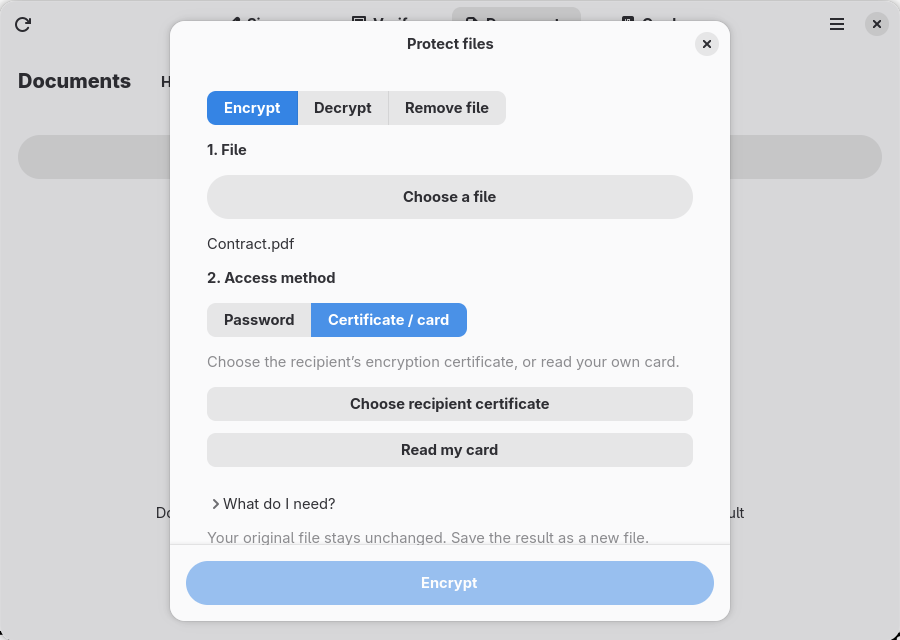 Protect files
Documents
Encrypt Decrypt Remove file
1. File
Choose a file
Contract.pdf
2. Access method
Password Certificate / card
Choose the recipient’s encryption certificate, or read your own card.
Choose recipient certificate
Read my card
What do I need?
Your original file stays unchanged. Save the result as a new file.
Encrypt